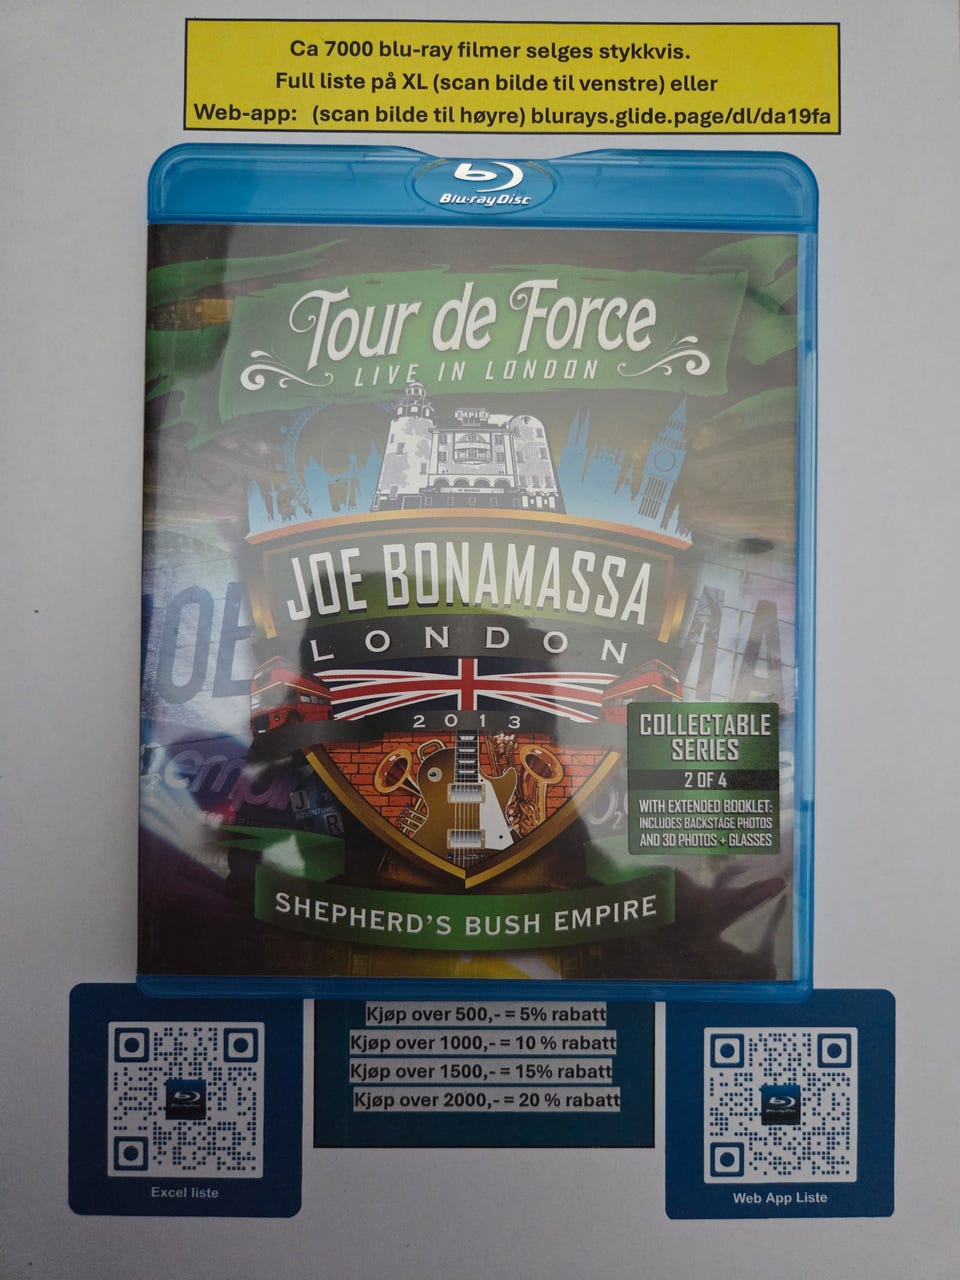 Ca 7000 blu-ray filmer selges stykkvis.
Full liste på XL (scan bilde til venstre) eller
Web-app: (scan bilde til høyre) blurays.glide.page/dl/da19fa
Blu-ray Disc
Tour de Force
LIVE IN LONDON
EMPIRE
JOE BONAMASSA
LONDON
2013
COLLECTABLE
SERIES
2 OF 4
WITH EXTENDED BOOKLET:
INCLUDES BACKSTAGE PHOTOS
AND 3D PHOTOS + GLASSES
SHEPHERD'S BUSH EMPIRE
Kjøp over 500,- = 5% rabatt
Kjøp over 1000,- = 10 % rabatt
Kjøp over 1500,- = 15% rabatt
Kjøp over 2000,- = 20 % rabatt
Excel liste
Web App Liste